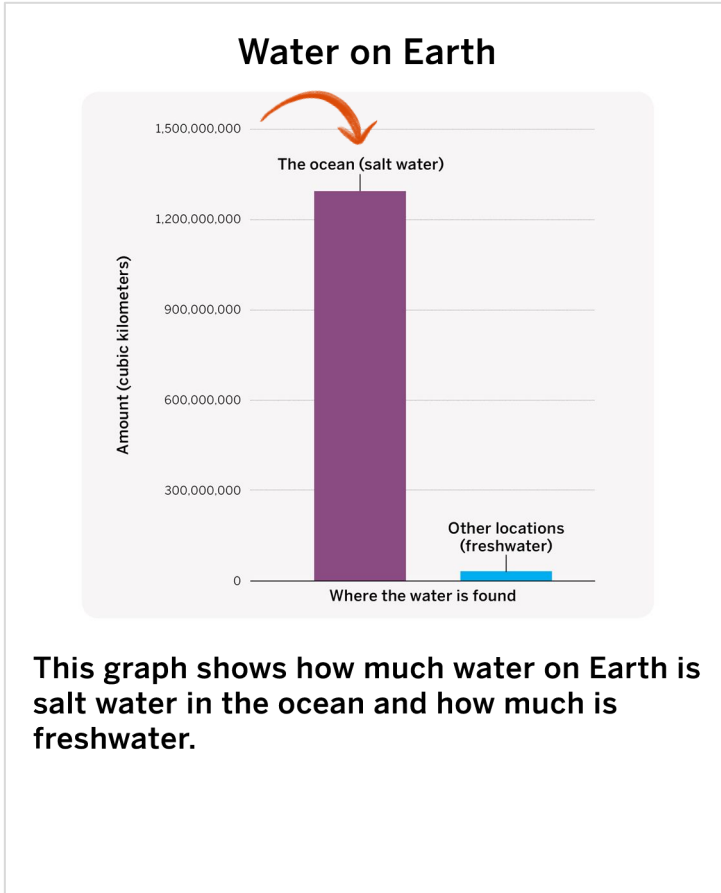 Water on Earth
1,500,000,000
The ocean (salt water)
1,200,000,000
900,000,000
Amount (cubic kilometers)
600,000,000
300,000,000
Other locations
(freshwater)
0
Where the water is found
This graph shows how much water on Earth is
salt water in the ocean and how much is
freshwater.